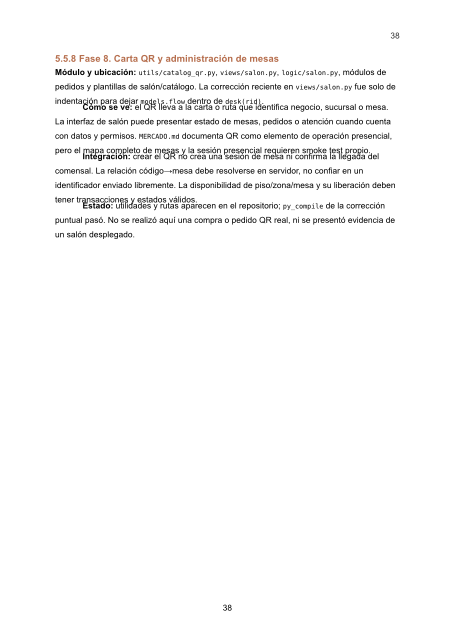 38
5.5.8 Fase 8. Carta QR y administración de mesas
Módulo y ubicación: utils/catalog_qr.py, views/salon.py, logic/salon.py, módulos de
pedidos y plantillas de salón/catálogo. La corrección reciente en views/salon.py fue solo de
indentación para dejar models.flow dentro de desk(rid).
Cómo se ve: el QR lleva a la carta o ruta que identifica negocio, sucursal o mesa.
La interfaz de salón puede presentar estado de mesas, pedidos o atención cuando cuenta
con datos y permisos. MERCADO.md documenta QR como elemento de operación presencial,
pero el mapa completo de mesas y la sesión presencial requieren smoke test propio.
Integración: crear el QR no crea una sesión de mesa ni confirma la llegada del
comensal. La relación código→mesa debe resolverse en servidor, no confiar en un
identificador enviado libremente. La disponibilidad de piso/zona/mesa y su liberación deben
tener transacciones y estados válidos.
Estado: utilidades y rutas aparecen en el repositorio; py_compile de la corrección
puntual pasó. No se realizó aquí una compra o pedido QR real, ni se presentó evidencia de
un salón desplegado.
38